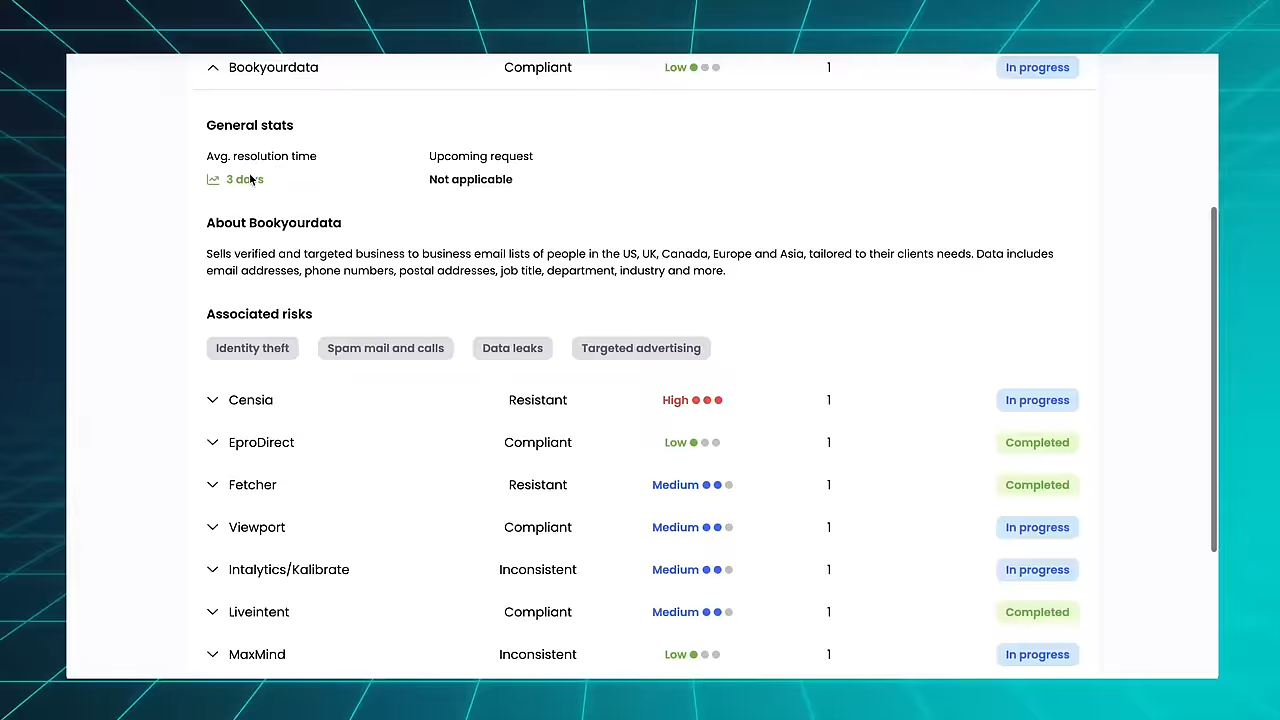 Bookyourdata Compliant Low 1 In progress
General stats
Avg. resolution time Upcoming request
3 days Not applicable
About Bookyourdata
Sells verified and targeted business to business email lists of people in the US, UK, Canada, Europe and Asia, tailored to their clients needs. Data includes
email addresses, phone numbers, postal addresses, job title, department, industry and more.
Associated risks
Identity theft Spam mail and calls Data leaks Targeted advertising
Censia Resistant High 1 In progress
EproDirect Compliant Low 1 Completed
Fetcher Resistant Medium 1 Completed
Viewport Compliant Medium 1 In progress
Intalytics/Kalibrate Inconsistent Medium 1 In progress
Liveintent Compliant Medium 1 Completed
MaxMind Inconsistent Low 1 In progress